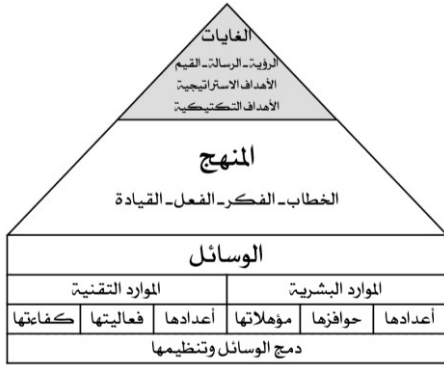 الغايات
الرؤية - الرسالة - القيم
الأهداف الاستراتيجية
الأهداف التكتيكية
المنهج
الخطاب - الفكر - الفعل - القيادة
الوسائل
الموارد البشرية الموارد التقنية
أعدادها حوافزها مؤهلاتها أعدادها فعاليتها كفاءتها
دمج الوسائل وتنظيمها